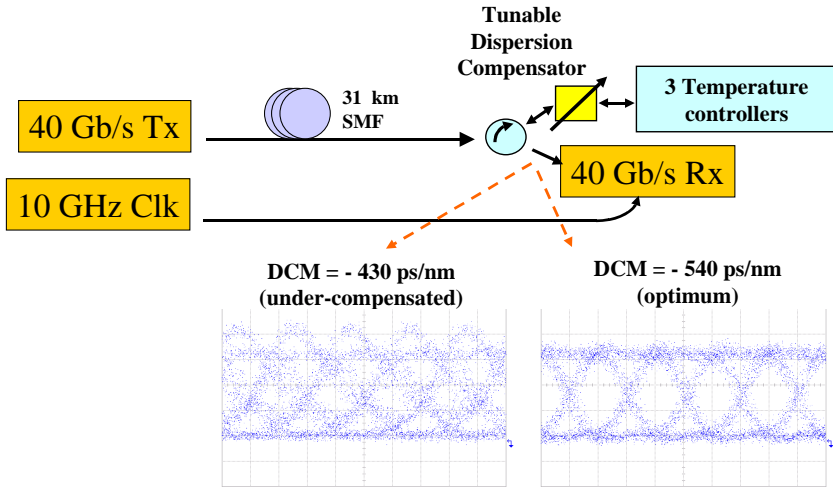 Tunable
Dispersion
Compensator
31 km
SMF
3 Temperature
controllers
40 Gb/s Tx
40 Gb/s Rx
10 GHz Clk
DCM = - 430 ps/nm
(under-compensated)
DCM = - 540 ps/nm
(optimum)